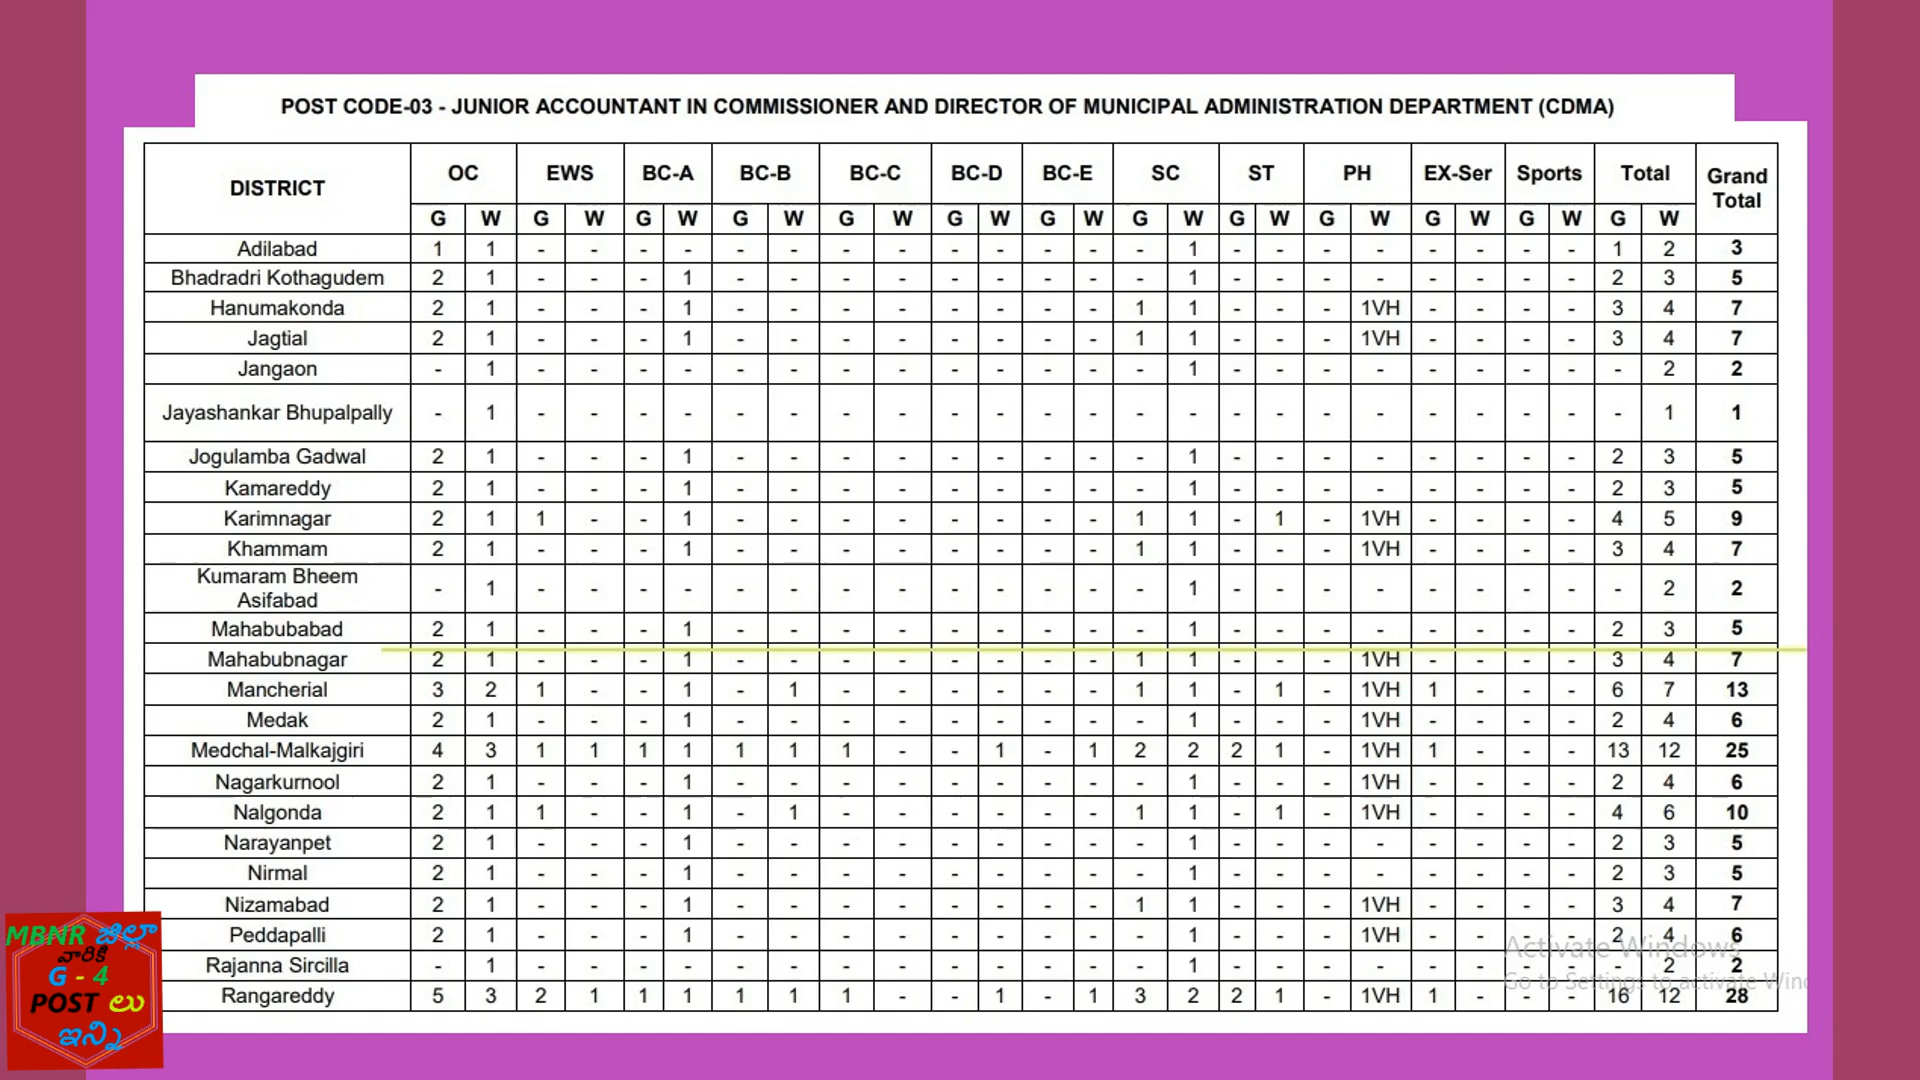 POST CODE-03 - JUNIOR ACCOUNTANT IN COMMISSIONER AND DIRECTOR OF MUNICIPAL ADMINISTRATION DEPARTMENT (CDMA)
DISTRICT OC EWS BC-A BC-B BC-C BC-D BC-E SC ST PH EX-Ser Sports Total Grand Total
G W G W G W G W G W G W G W G W G W G W G W G W G W
Adilabad 1 1 - - - - - - - - - - - - - 1 - - - - - - - - 1 2 3
Bhadradri Kothagudem 2 1 - - - 1 - - - - - - - - - 1 - - - - - - - - 2 3 5
Hanumakonda 2 1 - - - 1 - - - - - - - - 1 1 - - - 1VH - - - - 3 4 7
Jagtial 2 1 - - - 1 - - - - - - - - 1 1 - - - 1VH - - - - 3 4 7
Jangaon - 1 - - - - - - - - - - - - - 1 - - - - - - - - - 2 2
Jayashankar Bhupalpally - 1 - - - - - - - - - - - - - - - - - - - - - - - 1 1
Jogulamba Gadwal 2 1 - - - 1 - - - - - - - - - 1 - - - - - - - - 2 3 5
Kamareddy 2 1 - - - 1 - - - - - - - - - 1 - - - - - - - - 2 3 5
Karimnagar 2 1 1 - - 1 - - - - - - - - 1 1 - 1 - 1VH - - - - 4 5 9
Khammam 2 1 - - - 1 - - - - - - - - 1 1 - - - 1VH - - - - 3 4 7
Kumaram Bheem
Asifabad - 1 - - - - - - - - - - - - - 1 - - - - - - - - - 2 2
Mahabubabad 2 1 - - - 1 - - - - - - - - - 1 - - - - - - - - 2 3 5
Mahabubnagar 2 1 - - - 1 - - - - - - - - 1 1 - - - 1VH - - - - 3 4 7
Mancherial 3 2 1 - - 1 - 1 - - - - - - 1 1 - 1 - 1VH 1 - - - 6 7 13
Medak 2 1 - - - 1 - - - - - - - - - 1 - - - 1VH - - - - 2 4 6
Medchal-Malkajgiri 4 3 1 1 1 1 1 1 1 - - 1 - 1 2 2 2 1 - 1VH 1 - - - 13 12 25
Nagarkurnool 2 1 - - - 1 - - - - - - - - - 1 - - - 1VH - - - - 2 4 6
Nalgonda 2 1 1 - - 1 - 1 - - - - - - 1 1 - 1 - 1VH - - - - 4 6 10
Narayanpet 2 1 - - - 1 - - - - - - - - - 1 - - - - - - - - 2 3 5
Nirmal 2 1 - - - 1 - - - - - - - - - 1 - - - - - - - - 2 3 5
Nizamabad 2 1 - - - 1 - - - - - - - - 1 1 - - - 1VH - - - - 3 4 7
Peddapalli 2 1 - - - 1 - - - - - - - - - 1 - - - 1VH - - - - 2 4 6
Rajanna Sircilla - 1 - - - - - - - - - - - - - 1 - - - - - - - - - 2 2
Rangareddy 5 3 2 1 1 1 1 1 1 - - 1 - 1 3 2 2 1 - 1VH 1 - - - 16 12 28
MBNR జిల్లా
వారికి
G - 4
POST లు
ఇన్ని
Activate Windows
Go to Settings to activate Win